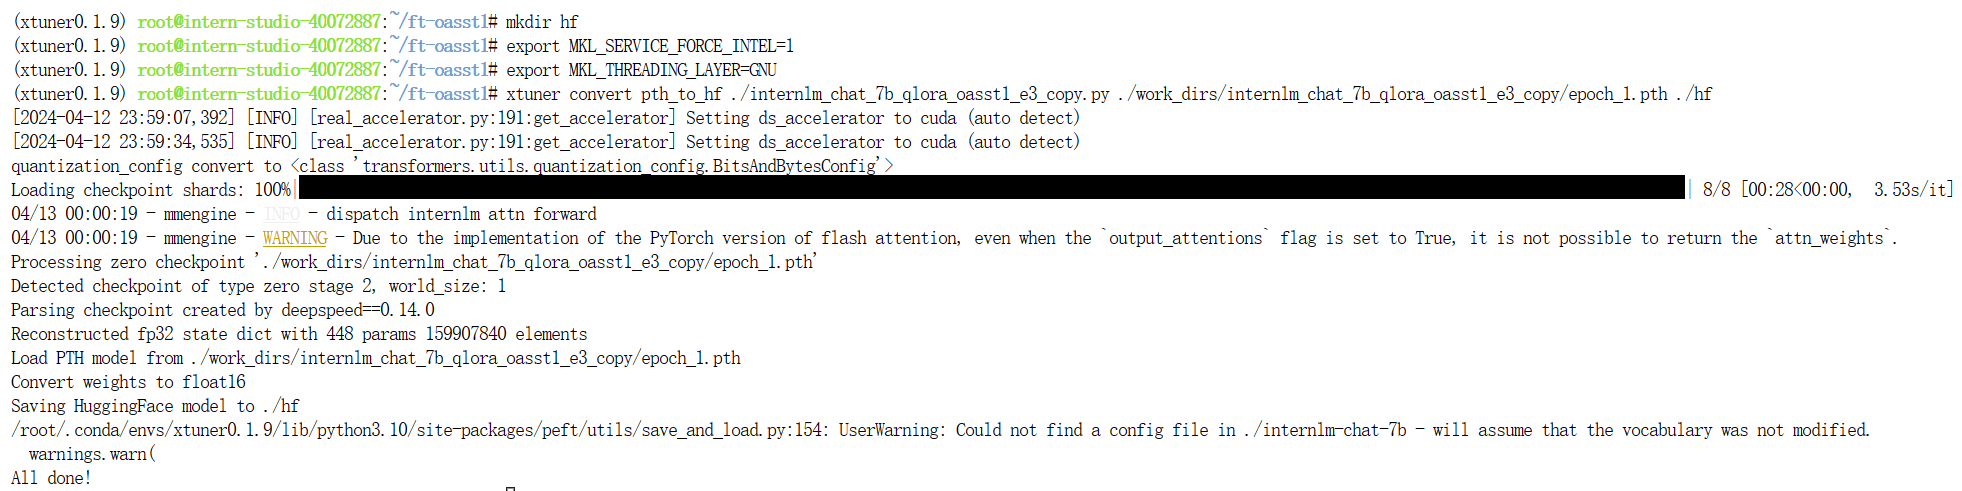 (xtuner0.1.9) root@intern-studio-40072887:~/ft-oasst1# mkdir hf
(xtuner0.1.9) root@intern-studio-40072887:~/ft-oasst1# export MKL_SERVICE_FORCE_INTEL=1
(xtuner0.1.9) root@intern-studio-40072887:~/ft-oasst1# export MKL_THREADING_LAYER=GNU
(xtuner0.1.9) root@intern-studio-40072887:~/ft-oasst1# xtuner convert pth_to_hf ./internlm_chat_7b_qlora_oasst1_e3_copy.py ./work_dirs/internlm_chat_7b_qlora_oasst1_e3_copy/epoch_1.pth ./hf
[2024-04-12 23:59:07,392] [INFO] [real_accelerator.py:191:get_accelerator] Setting ds_accelerator to cuda (auto detect)
[2024-04-12 23:59:34,535] [INFO] [real_accelerator.py:191:get_accelerator] Setting ds_accelerator to cuda (auto detect)
quantization_config convert to <class 'transformers.utils.quantization_config.BitsAndBytesConfig'>
Loading checkpoint shards: 100%| | 8/8 [00:28<00:00, 3.53s/it]
04/13 00:00:19 - mmengine - INFO - dispatch internlm attn forward
04/13 00:00:19 - mmengine - WARNING - Due to the implementation of the PyTorch version of flash attention, even when the `output_attentions` flag is set to True, it is not possible to return the `attn_weights`.
Processing zero checkpoint './work_dirs/internlm_chat_7b_qlora_oasst1_e3_copy/epoch_1.pth'
Detected checkpoint of type zero stage 2, world_size: 1
Parsing checkpoint created by deepspeed==0.14.0
Reconstructed fp32 state dict with 448 params 159907840 elements
Load PTH model from ./work_dirs/internlm_chat_7b_qlora_oasst1_e3_copy/epoch_1.pth
Convert weights to float16
Saving HuggingFace model to ./hf
/root/.conda/envs/xtuner0.1.9/lib/python3.10/site-packages/peft/utils/save_and_load.py:154: UserWarning: Could not find a config file in ./internlm-chat-7b - will assume that the vocabulary was not modified.
  warnings.warn(
All done!